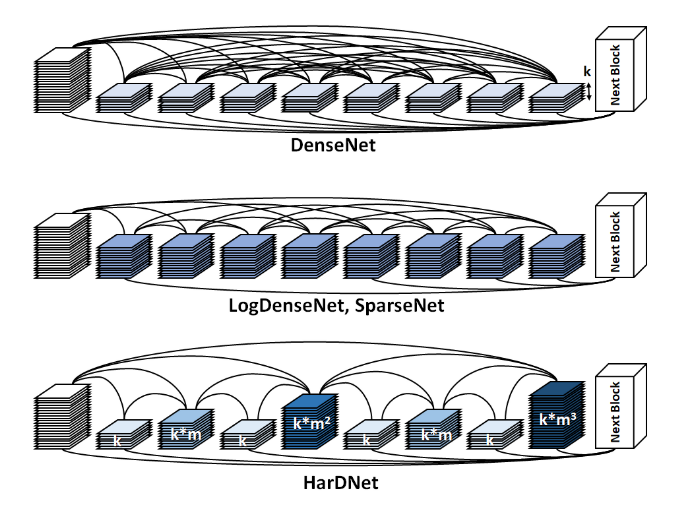 k
Next Block
DenseNet
Next Block
LogDenseNet, SparseNet
k
k*m
k
k*m²
k
k*m
k
k*m³
Next Block
HarDNet